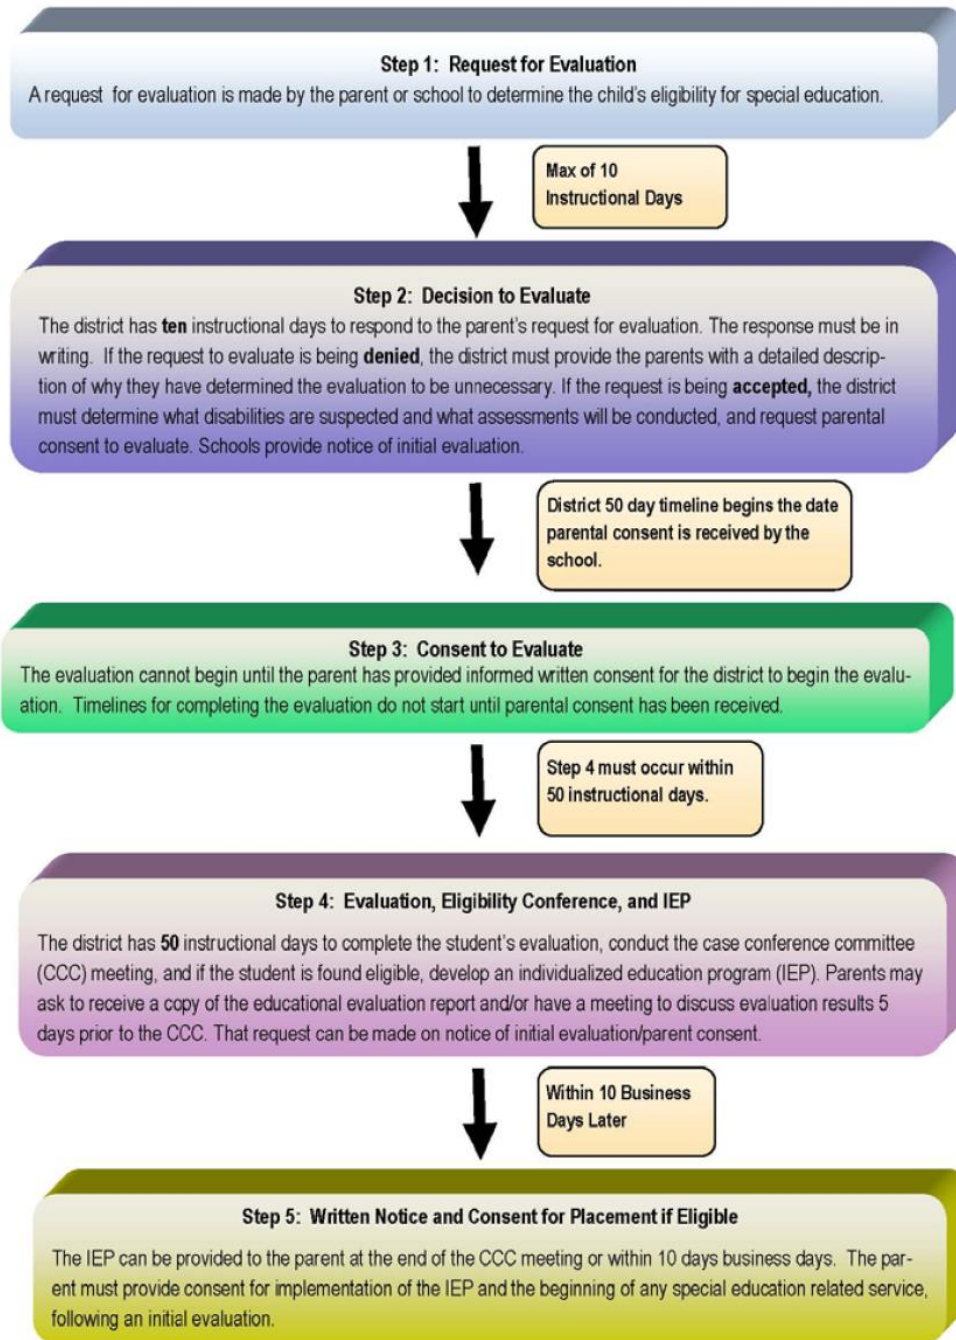 Step 1: Request for Evaluation
A request for evaluation is made by the parent or school to determine the child's eligibility for special education.
Max of 10
Instructional Days
Step 2: Decision to Evaluate
The district has ten instructional days to respond to the parent's request for evaluation. The response must be in
writing. If the request to evaluate is being denied, the district must provide the parents with a detailed descrip-
tion of why they have determined the evaluation to be unnecessary. If the request is being accepted, the district
must determine what disabilities are suspected and what assessments will be conducted, and request parental
consent to evaluate. Schools provide notice of initial evaluation.
District 50 day timeline begins the date
parental consent is received by the
school.
Step 3: Consent to Evaluate
The evaluation cannot begin until the parent has provided informed written consent for the district to begin the evalu-
ation. Timelines for completing the evaluation do not start until parental consent has been received.
Step 4 must occur within
50 instructional days.
Step 4: Evaluation, Eligibility Conference, and IEP
The district has 50 instructional days to complete the student's evaluation, conduct the case conference committee
(CCC) meeting, and if the student is found eligible, develop an individualized education program (IEP). Parents may
ask to receive a copy of the educational evaluation report and/or have a meeting to discuss evaluation results 5
days prior to the CCC. That request can be made on notice of initial evaluation/parent consent.
Within 10 Business
Days Later
Step 5: Written Notice and Consent for Placement if Eligible
The IEP can be provided to the parent at the end of the CCC meeting or within 10 days business days. The par-
ent must provide consent for implementation of the IEP and the beginning of any special education related service,
following an initial evaluation.